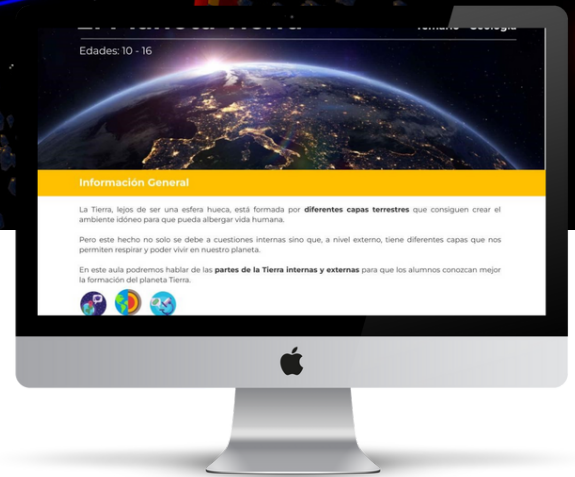 Edades: 10 - 16
Información General
La Tierra, lejos de ser una esfera hueca, está formada por diferentes capas terrestres que consiguen crear el
ambiente idóneo para que pueda albergar vida humana.
Pero este hecho no solo se debe a cuestiones internas sino que, a nivel externo, tiene diferentes capas que nos
permiten respirar y poder vivir en nuestro planeta.
En este aula podremos hablar de las partes de la Tierra internas y externas para que los alumnos conozcan mejor
la formación del planeta Tierra.